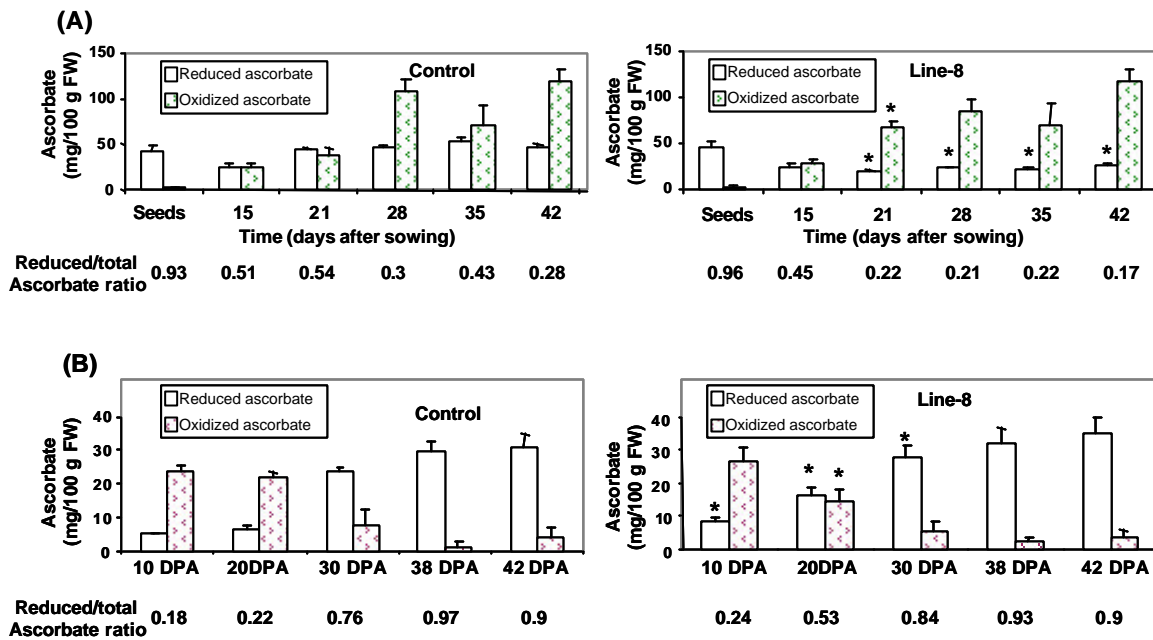 (A)
Ascorbate
(mg/100 g FW)
150
100
50
0
Reduced ascorbate
Oxidized ascorbate
Control
Seeds 15 21 28 35 42
Time (days after sowing)
Ascorbate
(mg/100 g FW)
150
100
50
0
Reduced ascorbate
Oxidized ascorbate
Line-8
* * * * *
Seeds 15 21 28 35 42
Time (days after sowing)
Reduced/total
Ascorbate ratio
0.93 0.51 0.54 0.3 0.43 0.28
0.96 0.45 0.22 0.21 0.22 0.17
(B)
Ascorbate
(mg/100 g FW)
40
30
20
10
0
Reduced ascorbate
Oxidized ascorbate
Control
10 DPA 20DPA 30 DPA 38 DPA 42 DPA
Ascorbate
(mg/100 g FW)
40
30
20
10
0
Reduced ascorbate
Oxidized ascorbate
Line-8
* * * *
10 DPA 20DPA 30 DPA 38 DPA 42 DPA
Reduced/total
Ascorbate ratio
0.18 0.22 0.76 0.97 0.9
0.24 0.53 0.84 0.93 0.9